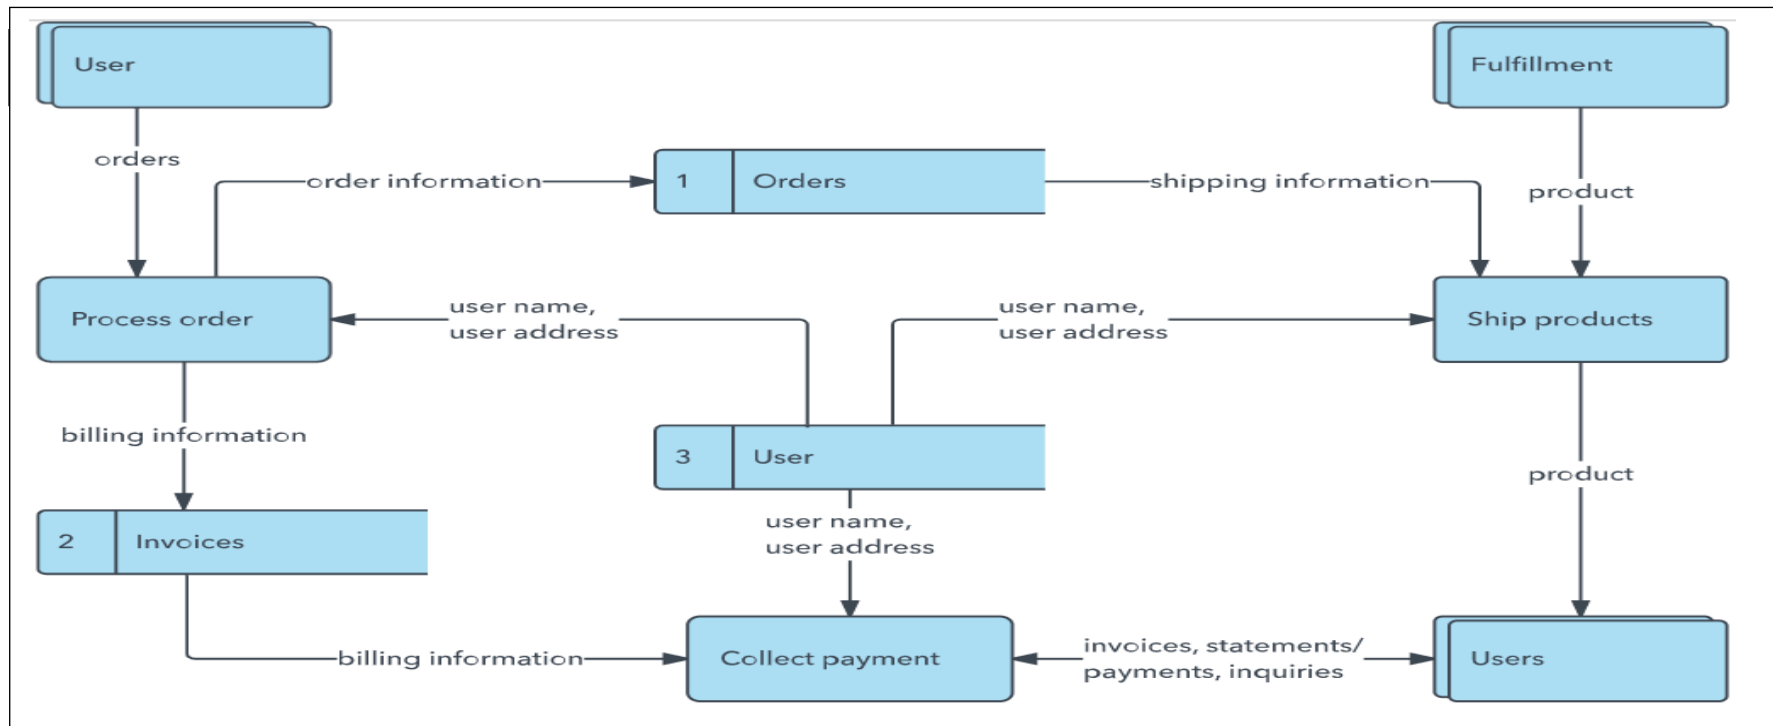 User
Fulfillment
orders
order information
1
Orders
shipping information
product
Process order
user name,
user address
user name,
user address
Ship products
billing information
3
User
product
2
Invoices
user name,
user address
billing information
Collect payment
invoices, statements/
payments, inquiries
Users